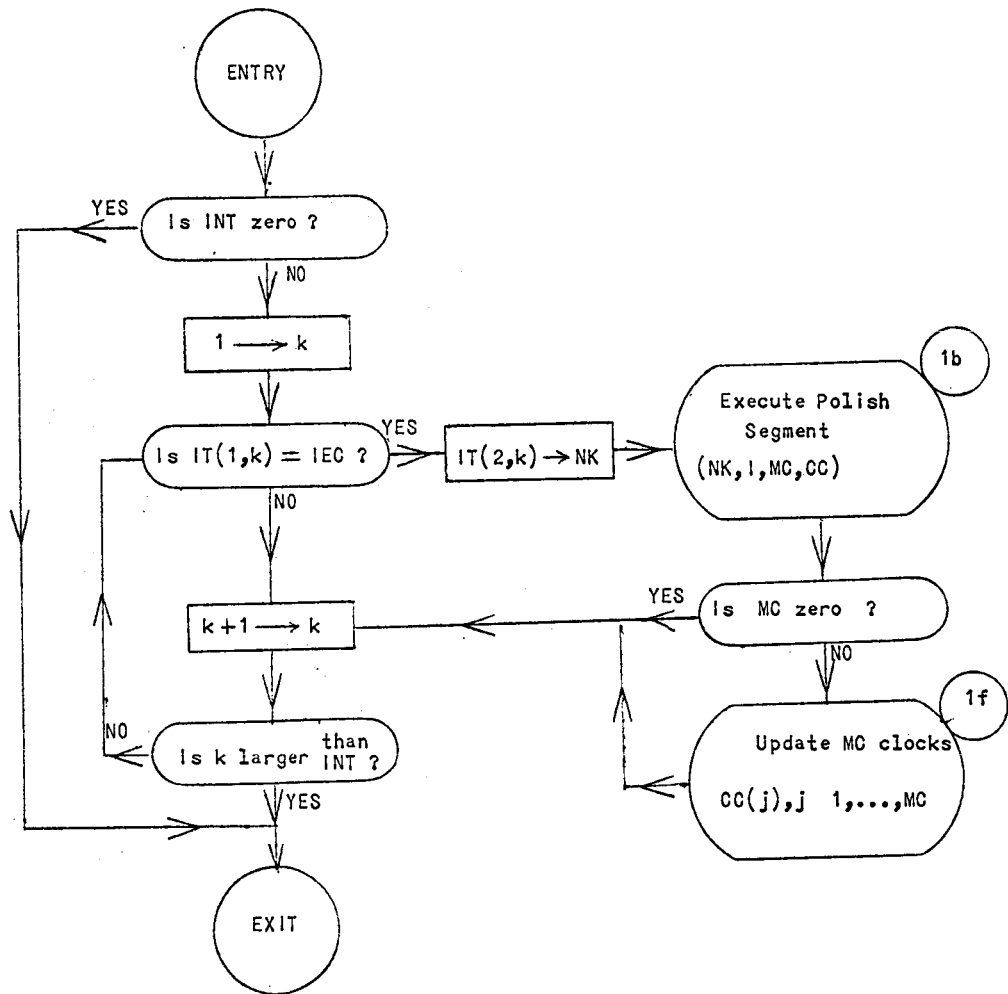 ENTRY
YES
Is INT zero ?
NO
1 → k
1b
Execute Polish
Segment
(NK,I,MC,CC)
YES
Is IT(1,k) = IEC ?
IT(2,k) → NK
NO
YES
Is MC zero ?
k+1 → k
NO
1f
Update MC clocks
CC(j),j 1,...,MC
NO
Is k larger than
INT ?
YES
EXIT